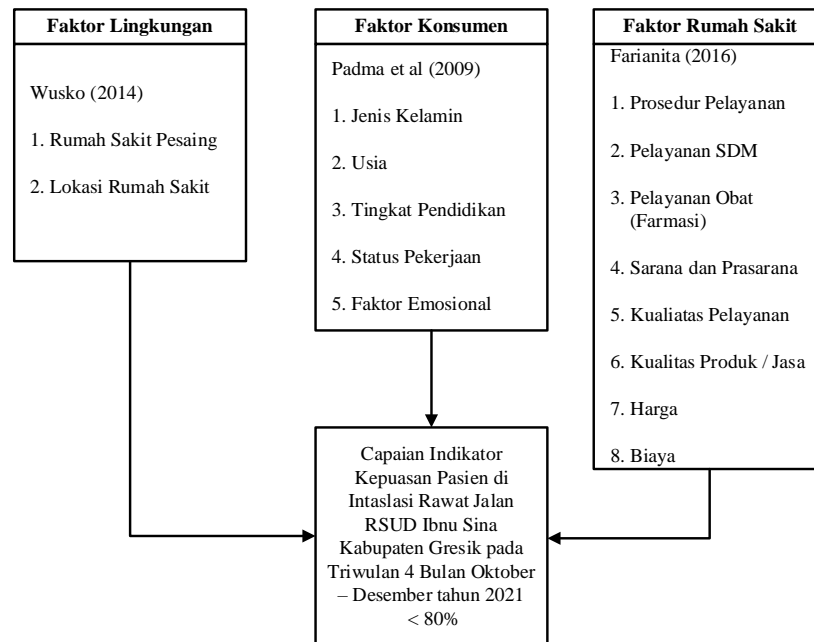 Faktor Lingkungan
Wusko (2014)
1. Rumah Sakit Pesaing
2. Lokasi Rumah Sakit
Faktor Konsumen
Padma et al (2009)
1. Jenis Kelamin
2. Usia
3. Tingkat Pendidikan
4. Status Pekerjaan
5. Faktor Emosional
Faktor Rumah Sakit
Farianita (2016)
1. Prosedur Pelayanan
2. Pelayanan SDM
3. Pelayanan Obat
(Farmasi)
4. Sarana dan Prasarana
5. Kualiatas Pelayanan
6. Kualitas Produk / Jasa
7. Harga
8. Biaya
Capaian Indikator
Kepuasan Pasien di
Intaslasi Rawat Jalan
RSUD Ibnu Sina
Kabupaten Gresik pada
Triwulan 4 Bulan Oktober
– Desember tahun 2021
< 80%